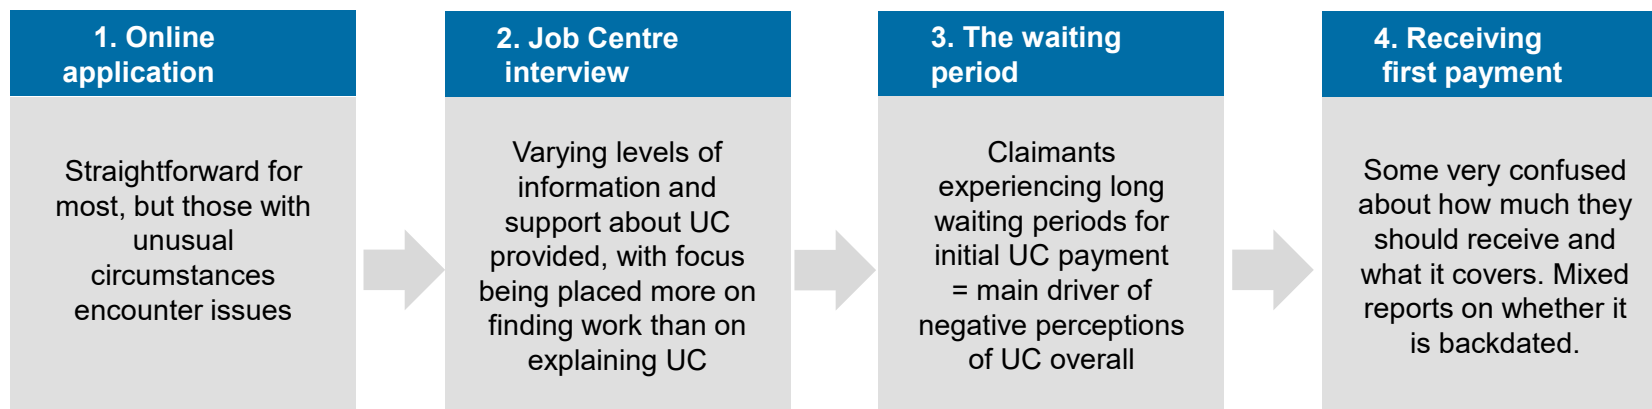 1. Online
application
Straightforward for
most, but those with
unusual
circumstances
encounter issues
2. Job Centre
interview
Varying levels of
information and
support about UC
provided, with focus
being placed more on
finding work than on
explaining UC
3. The waiting
period
Claimants
experiencing long
waiting periods for
initial UC payment
= main driver of
negative perceptions
of UC overall
4. Receiving
first payment
Some very confused
about how much they
should receive and
what it covers. Mixed
reports on whether it
is backdated.